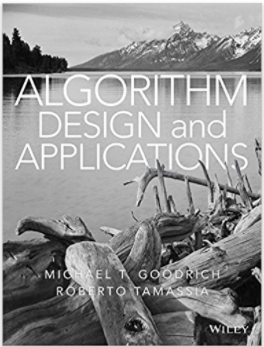 ALGORITHM
DESIGN and
APPLICATIONS
MICHAEL T. GOODRICH
ROBERTO TAMASSIA
WILEY